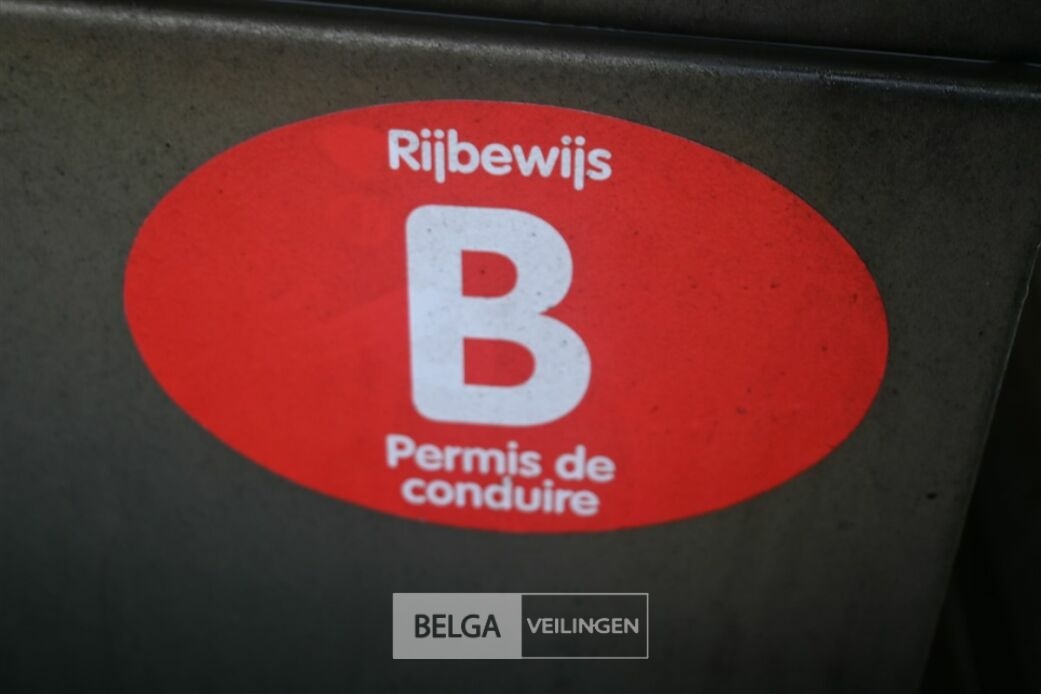 Rijbewijs
B
Permis de
conduire
BELGA VEILINGEN